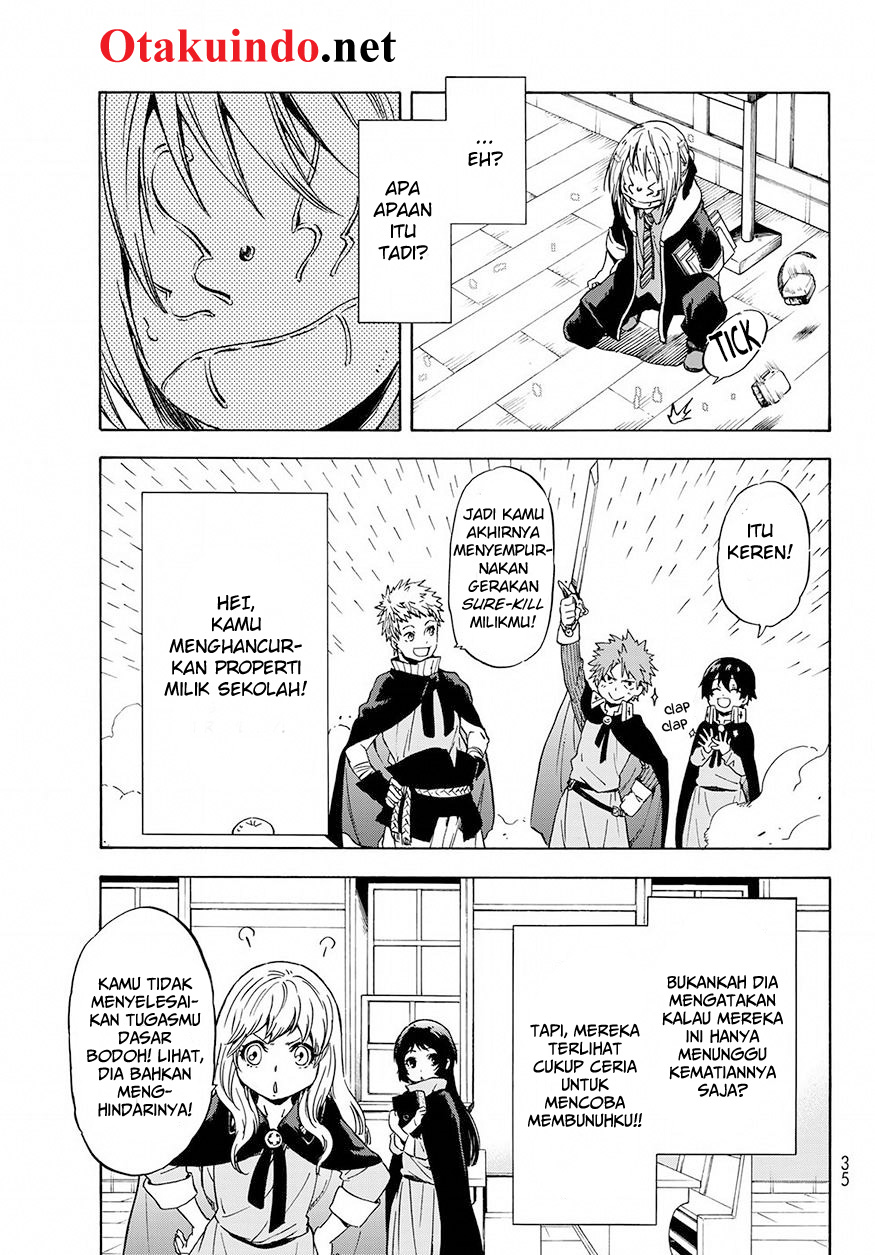 Otakuindo.net
...
EH?
APA
APAAN
ITU
TADI?
TICK
ITU
KEREN!
clap
clap
JADI KAMU
AKHIRNYA
MENYEMPUR-
NAKAN
GERAKAN
SURE-KILL
MILIKMU!
HEI,
KAMU
MENGHANCUR-
KAN PROPERTI
MILIK SEKOLAH!
BUKANKAH DIA
MENGATAKAN
KALAU MEREKA
INI HANYA
MENUNGGU
KEMATIANNYA
SAJA?
TAPI, MEREKA
TERLIHAT
CUKUP CERIA
UNTUK
MENCOBA
MEMBUNUHKU!!
KAMU TIDAK
MENYELESAI-
KAN TUGASMU
DASAR
BODOH! LIHAT,
DIA BAHKAN
MENG-
HINDARINYA!
35